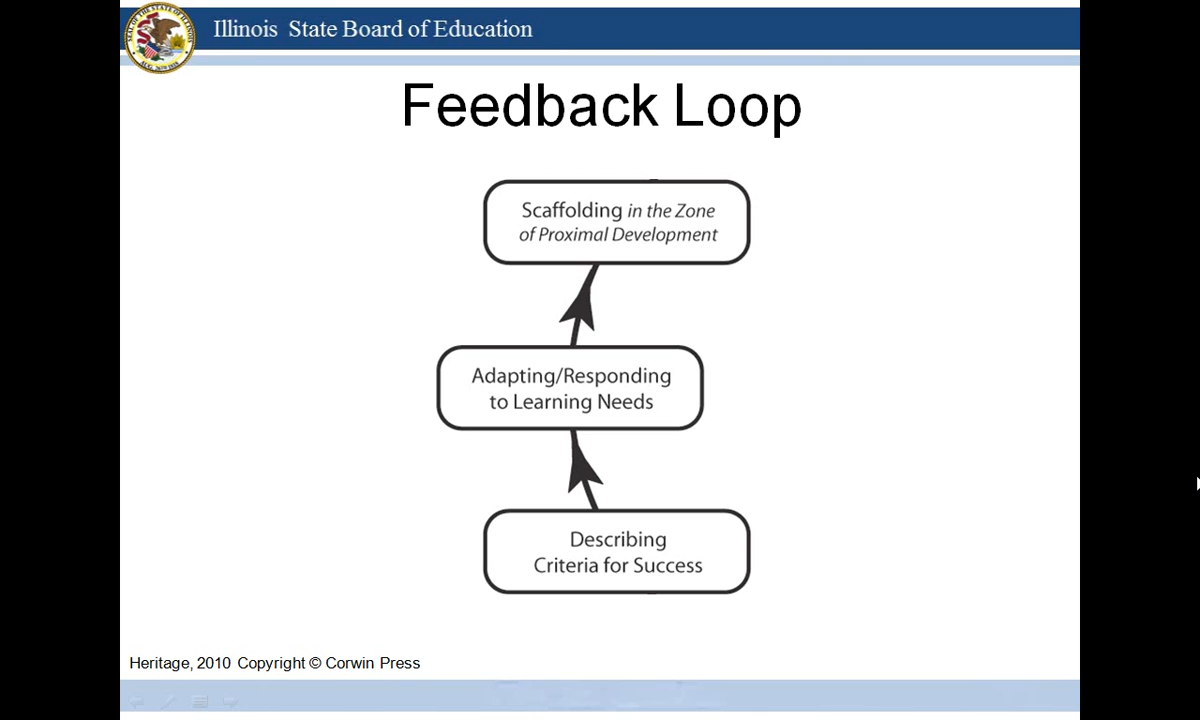 Illinois State Board of Education
Feedback Loop
Scaffolding in the Zone
of Proximal Development
Adapting/Responding
to Learning Needs
Describing
Criteria for Success
Heritage, 2010 Copyright © Corwin Press